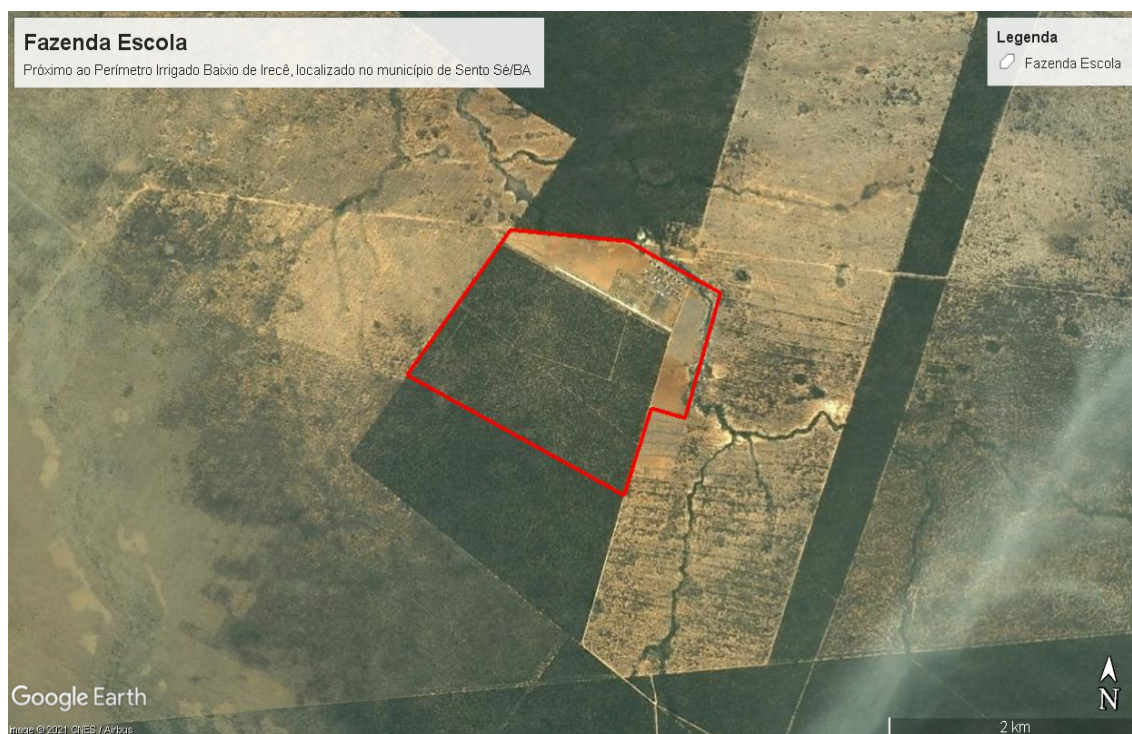 Fazenda Escola
Próximo ao Perímetro Irrigado Baixio de Irecê, localizado no município de Sento Sé/BA
Legenda
Fazenda Escola
Google Earth
Image © 2021 CNES / Airbus
N
2 km